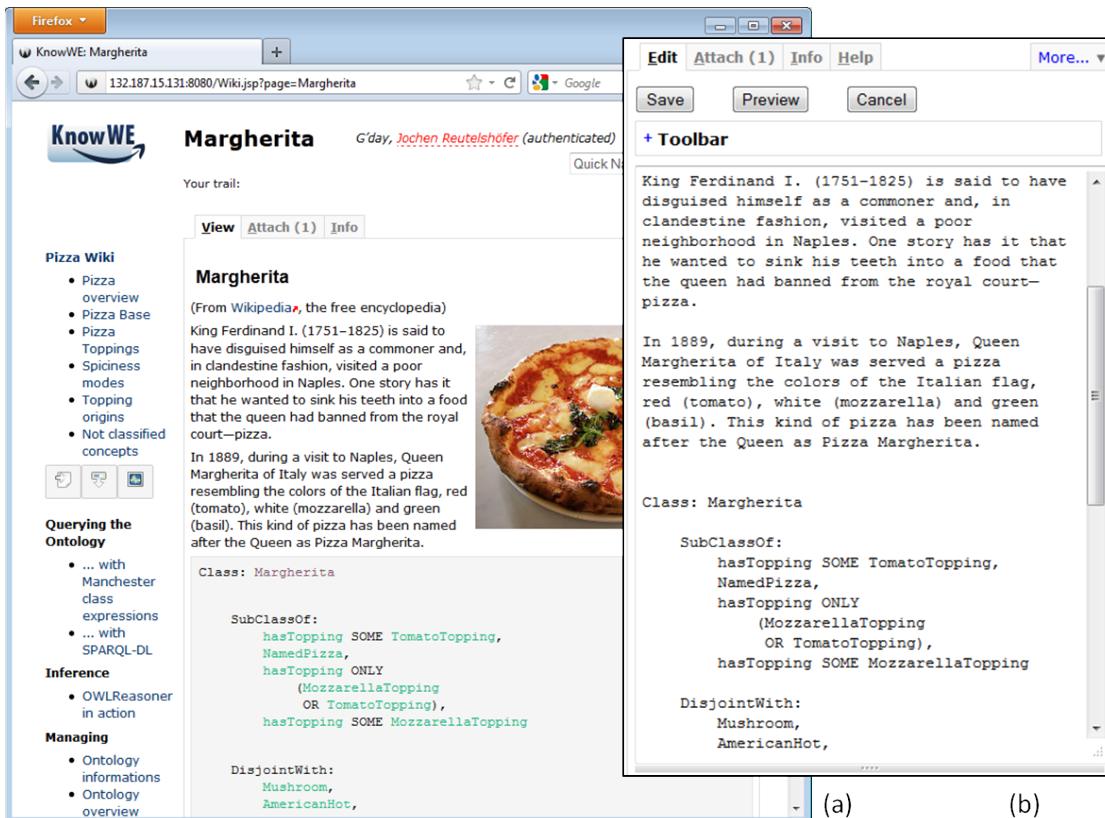 Firefox
KnowWE: Margherita
132.187.15.131:8080/Wiki.jsp?page=Margherita
Google
KnowWE
Margherita
G'day, Jochen Reutelshöfer (authenticated)
Quick N
Your trail:
View Attach (1) Info
Pizza Wiki
• Pizza
overview
• Pizza Base
• Pizza
Toppings
• Spiciness
modes
• Topping
origins
• Not classified
concepts
Querying the
Ontology
• ... with
Manchester
class
expressions
• ... with
SPARQL-DL
Inference
• OWLReasoner
in action
Managing
• Ontology
informations
• Ontology
overview
Margherita
(From Wikipedia, the free encyclopedia)
King Ferdinand I. (1751–1825) is said to
have disguised himself as a commoner and,
in clandestine fashion, visited a poor
neighborhood in Naples. One story has it
that he wanted to sink his teeth into a food
that the queen had banned from the royal
court—pizza.
In 1889, during a visit to Naples, Queen
Margherita of Italy was served a pizza
resembling the colors of the Italian flag, red
(tomato), white (mozzarella) and green
(basil). This kind of pizza has been named
after the Queen as Pizza Margherita.
Class: Margherita
SubClassOf:
hasTopping SOME TomatoTopping,
NamedPizza,
hasTopping ONLY
(MozzarellaTopping
OR TomatoTopping),
hasTopping SOME MozzarellaTopping
DisjointWith:
Mushroom,
AmericanHot,
Edit Attach (1) Info Help
More...
Save Preview Cancel
+ Toolbar
King Ferdinand I. (1751–1825) is said to have
disguised himself as a commoner and, in
clandestine fashion, visited a poor
neighborhood in Naples. One story has it that
he wanted to sink his teeth into a food that
the queen had banned from the royal court—
pizza.
In 1889, during a visit to Naples, Queen
Margherita of Italy was served a pizza
resembling the colors of the Italian flag,
red (tomato), white (mozzarella) and green
(basil). This kind of pizza has been named
after the Queen as Pizza Margherita.
Class: Margherita
SubClassOf:
hasTopping SOME TomatoTopping,
NamedPizza,
hasTopping ONLY
(MozzarellaTopping
OR TomatoTopping),
hasTopping SOME MozzarellaTopping
DisjointWith:
Mushroom,
AmericanHot,
(a) (b)